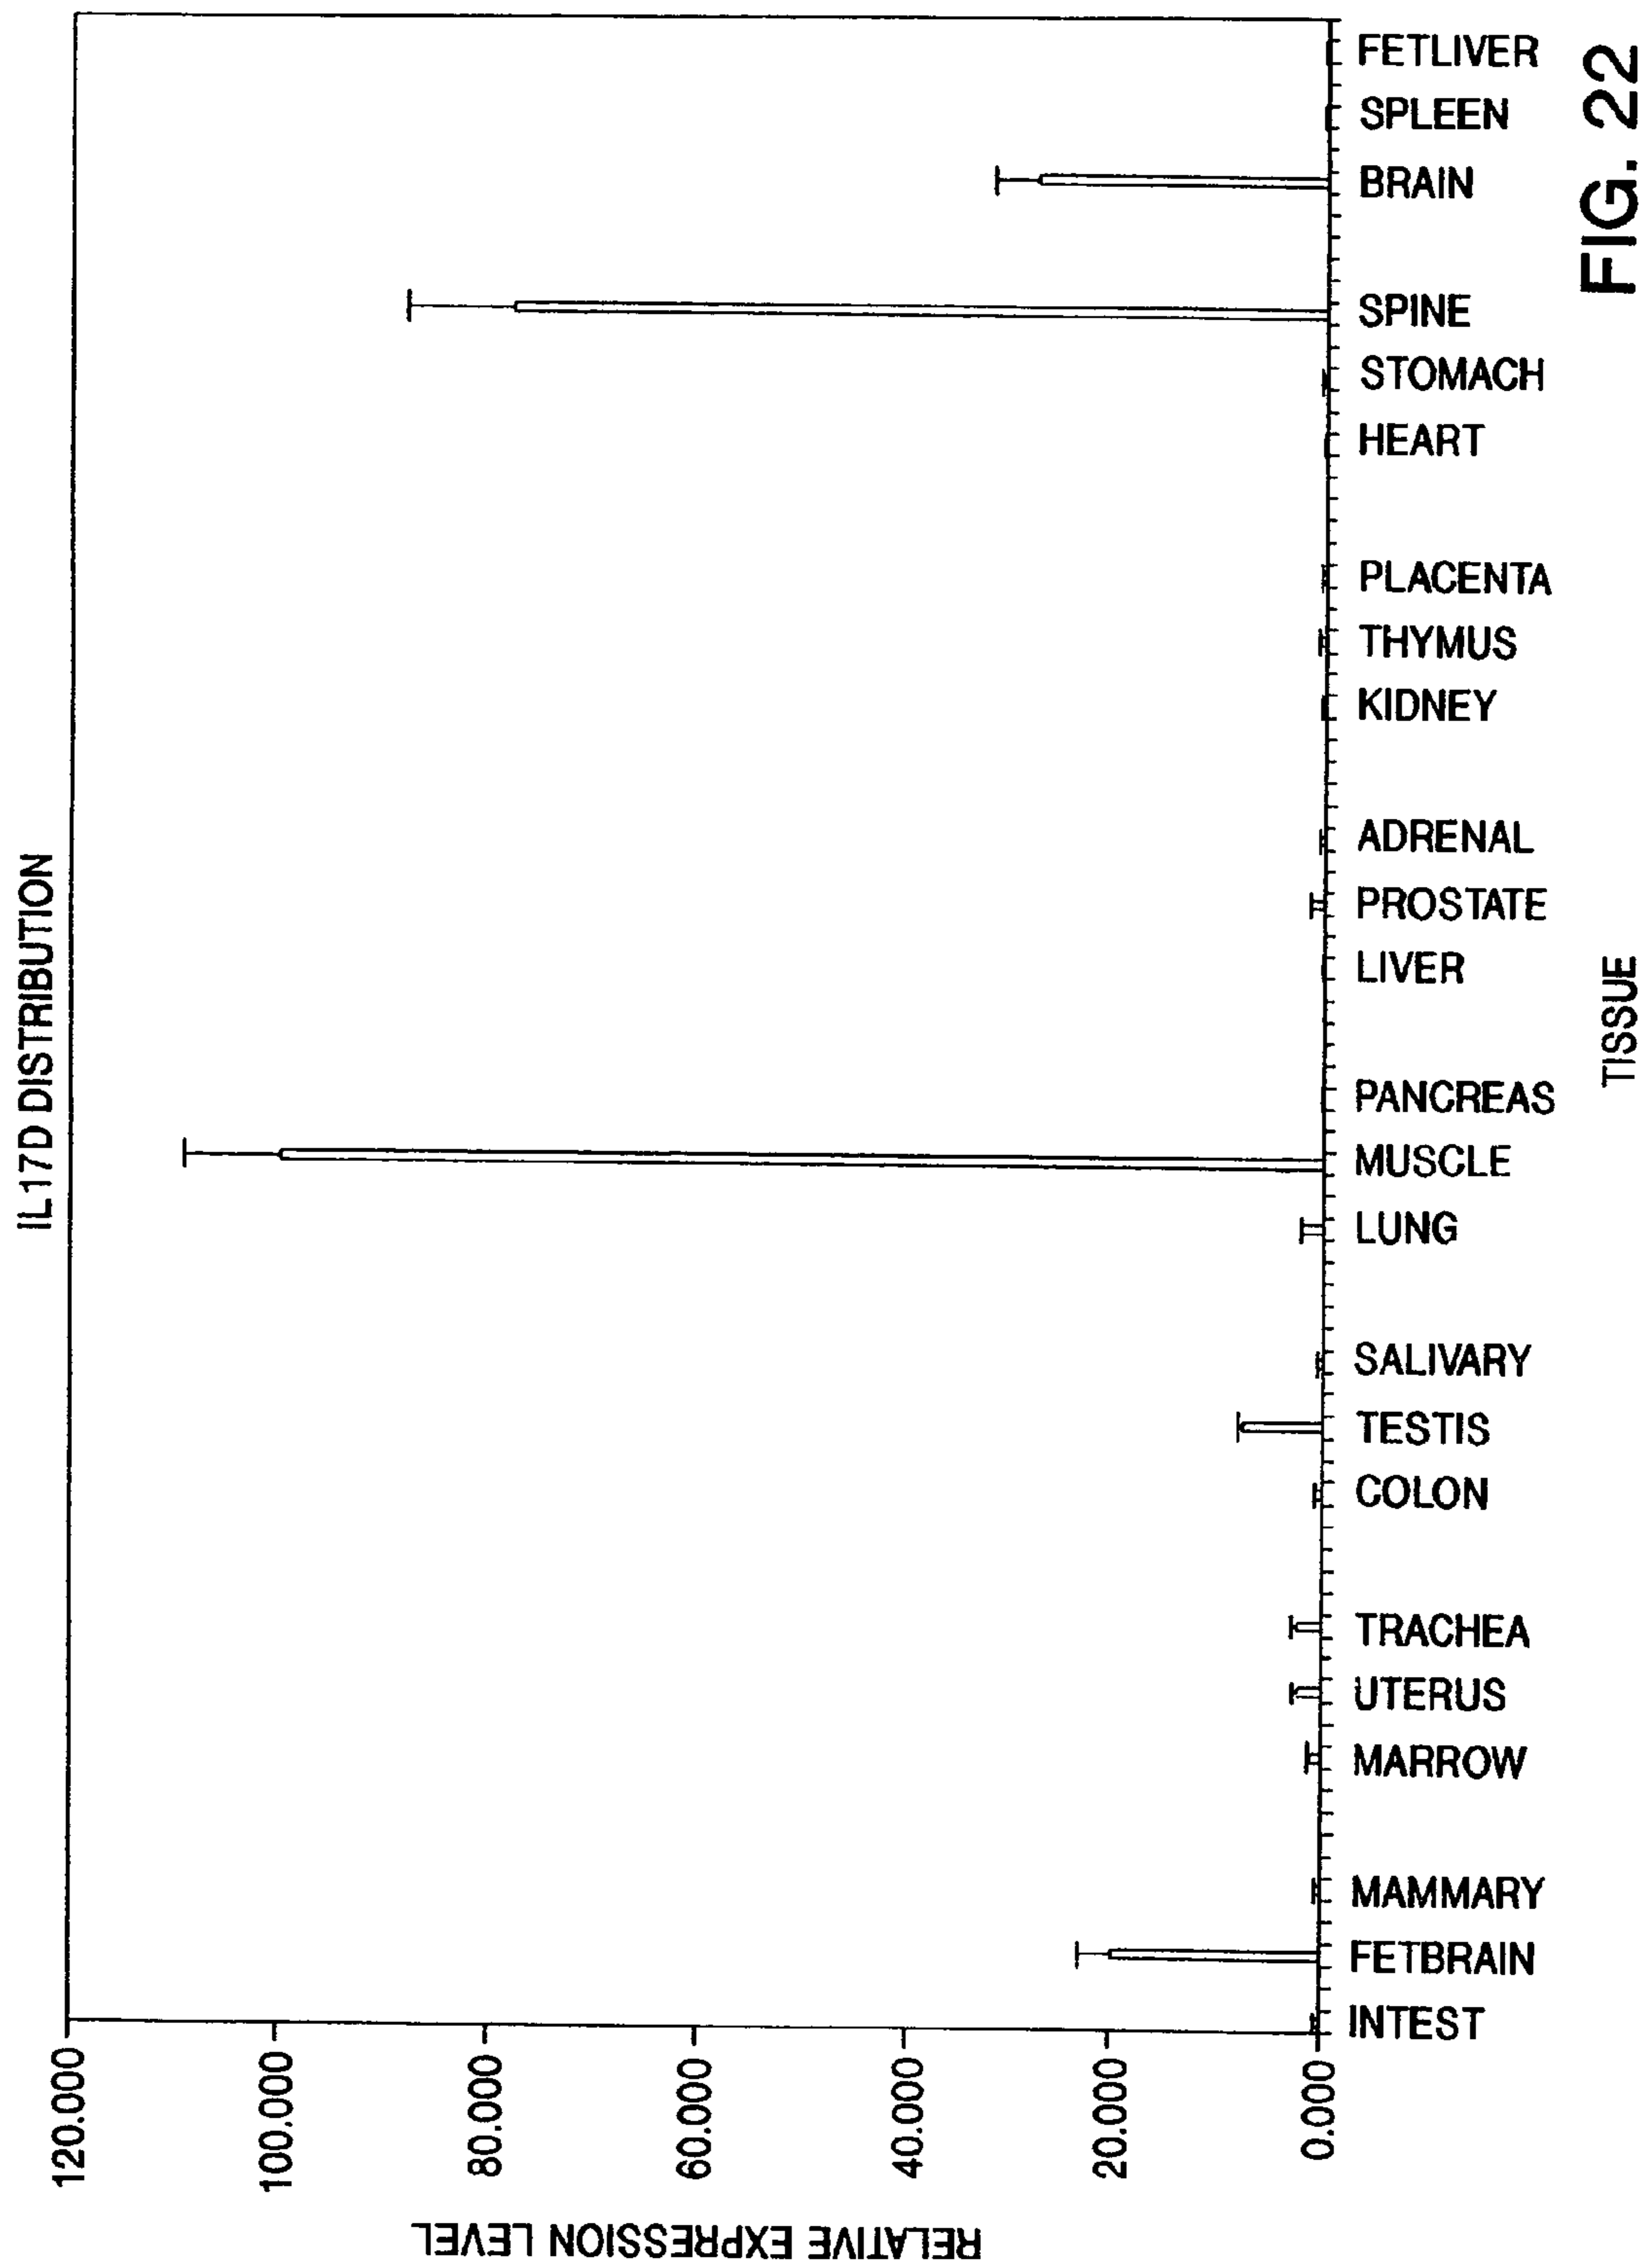 IL17D DISTRIBUTION
RELATIVE EXPRESSION LEVEL
120.000
100.000
80.000
60.000
40.000
20.000
0.000
INTEST
FETBRAIN
MAMMARY
MARROW
UTERUS
TRACHEA
COLON
TESTIS
SALIVARY
LUNG
MUSCLE
PANCREAS
LIVER
PROSTATE
ADRENAL
KIDNEY
THYMUS
PLACENTA
HEART
STOMACH
SPINE
BRAIN
SPLEEN
FETLIVER
TISSUE
FIG. 22